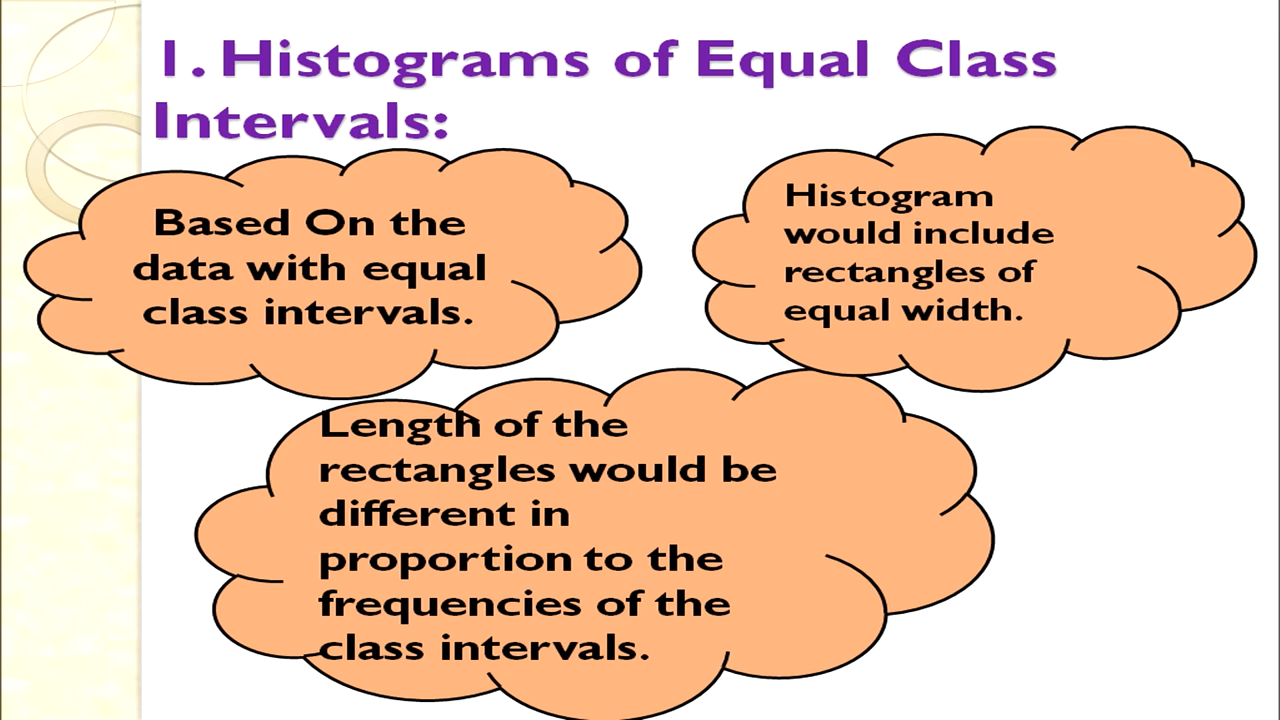 1. Histograms of Equal Class
Intervals:
Based On the
data with equal
class intervals.
Histogram
would include
rectangles of
equal width.
Length of the
rectangles would be
different in
proportion to the
frequencies of the
class intervals.